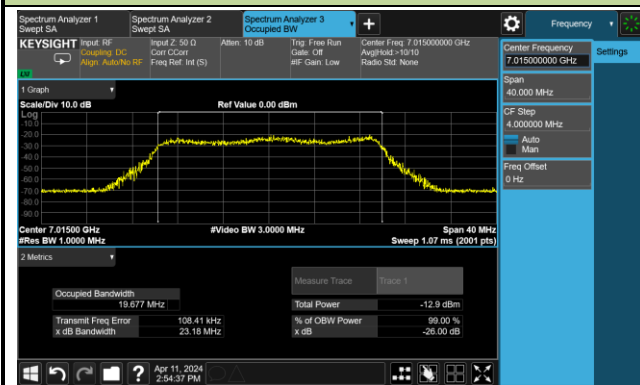 Spectrum Analyzer 1
Swept SA
Spectrum Analyzer 2
Swept SA
Spectrum Analyzer 3
Occupied BW
+
Frequency
KEYSIGHT
Input: RF
Coupling: DC
Align: Auto/No RF
Input Z: 50 Ω
Corr CCorr
Freq Ref: Int (S)
Atten: 10 dB
Trig: Free Run
Gate: Off
#IF Gain: Low
Center Freq: 7.015000000 GHz
Avg|Hold:>10/10
Radio Std: None
Center Frequency
7.015000000 GHz
Settings
Span
40.000 MHz
CF Step
4.000000 MHz
Auto
Man
Freq Offset
0 Hz
1 Graph
Scale/Div 10.0 dB
Ref Value 0.00 dBm
Log
-10.0
-20.0
-30.0
-40.0
-50.0
-60.0
-70.0
-80.0
-90.0
Center 7.01500 GHz
#Video BW 3.0000 MHz
Span 40 MHz
#Res BW 1.0000 MHz
Sweep 1.07 ms (2001 pts)
2 Metrics
Measure Trace
Trace 1
Occupied Bandwidth
19.677 MHz
Total Power
-12.9 dBm
Transmit Freq Error
108.41 kHz
% of OBW Power
99.00 %
x dB Bandwidth
23.18 MHz
x dB
-26.00 dB
?
Apr 11, 2024
2:54:37 PM